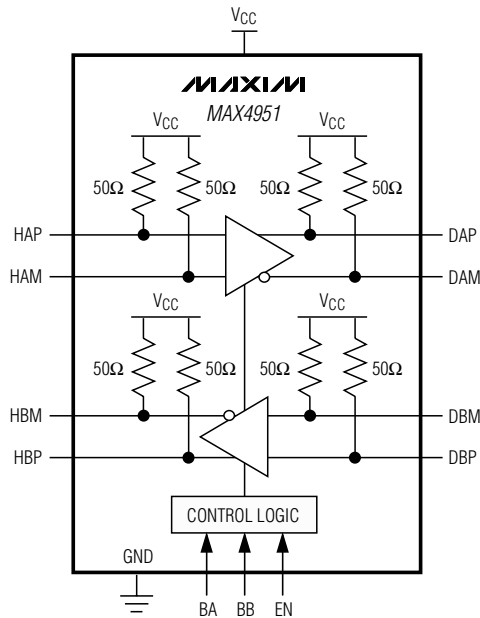 VCC
MAXIM
MAX4951
VCC VCC
50Ω 50Ω 50Ω 50Ω
HAP DAP
HAM DAM
VCC VCC
50Ω 50Ω 50Ω 50Ω
HBM DBM
HBP DBP
CONTROL LOGIC
GND
BA BB EN